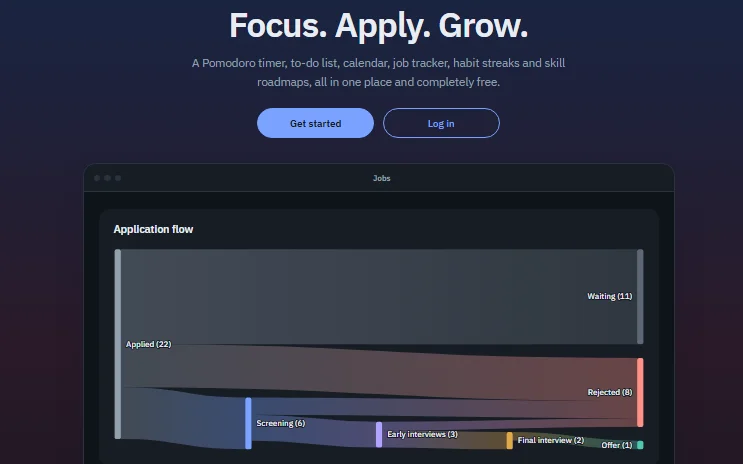 Focus. Apply. Grow.
A Pomodoro timer, to-do list, calendar, job tracker, habit streaks and skill
roadmaps, all in one place and completely free.
Get started
Log in
Jobs
Application flow
Waiting (11)
Applied (22)
Rejected (8)
Screening (6)
Early interviews (3)
Final interview (2)
Offer (1)